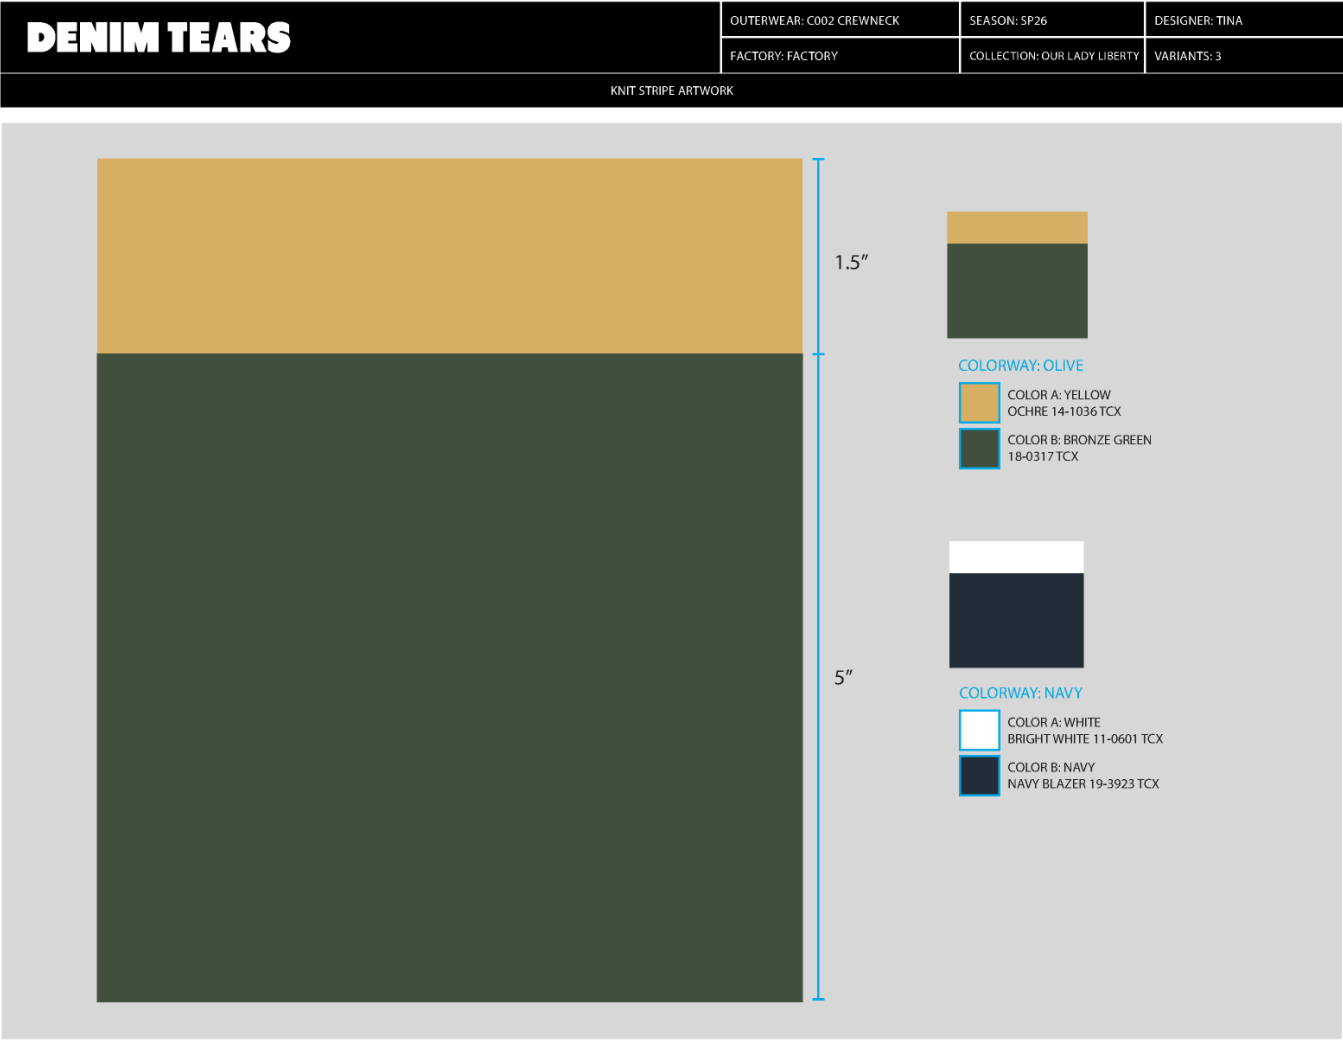 DENIM TEARS
OUTERWEAR: C002 CREWNECK
SEASON: SP26
DESIGNER: TINA
FACTORY: FACTORY
COLLECTION: OUR LADY LIBERTY
VARIANTS: 3
KNIT STRIPE ARTWORK
1.5”
5”
COLORWAY: OLIVE
COLOR A: YELLOW
OCHRE 14-1036 TCX
COLOR B: BRONZE GREEN
18-0317 TCX
COLORWAY: NAVY
COLOR A: WHITE
BRIGHT WHITE 11-0601 TCX
COLOR B: NAVY
NAVY BLAZER 19-3923 TCX